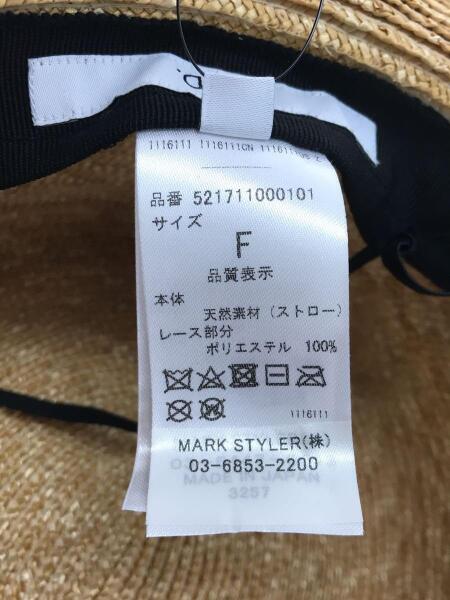 D.
1116111 1116111CN 1116111
品番 521711000101
サイズ
F
品質表示
本体
天然素材(ストロー)
レース部分
ポリエステル 100%
W
1116111
MARK STYLER(株)
03-6853-2200
MADE IN JAPAN
3257